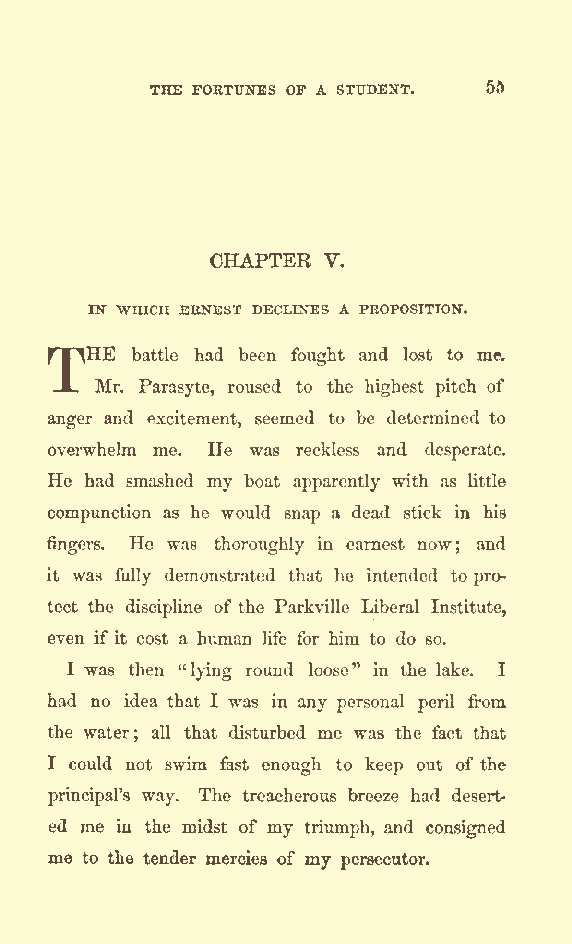 THE FORTUNES OF A STUDENT. 55
CHAPTER V.
IN WHICH ERNEST DECLINES A PROPOSITION.
THE battle had been fought and lost to me.
Mr. Parasyte, roused to the highest pitch of
anger and excitement, seemed to be determined to
overwhelm me. He was reckless and desperate.
He had smashed my boat apparently with as little
compunction as he would snap a dead stick in his
fingers. He was thoroughly in earnest now; and
it was fully demonstrated that he intended to pro-
tect the discipline of the Parkville Liberal Institute,
even if it cost a human life for him to do so.
I was then "lying round loose" in the lake. I
had no idea that I was in any personal peril from
the water; all that disturbed me was the fact that
I could not swim fast enough to keep out of the
principal's way. The treacherous breeze had desert-
ed me in the midst of my triumph, and consigned
me to the tender mercies of my persecutor.